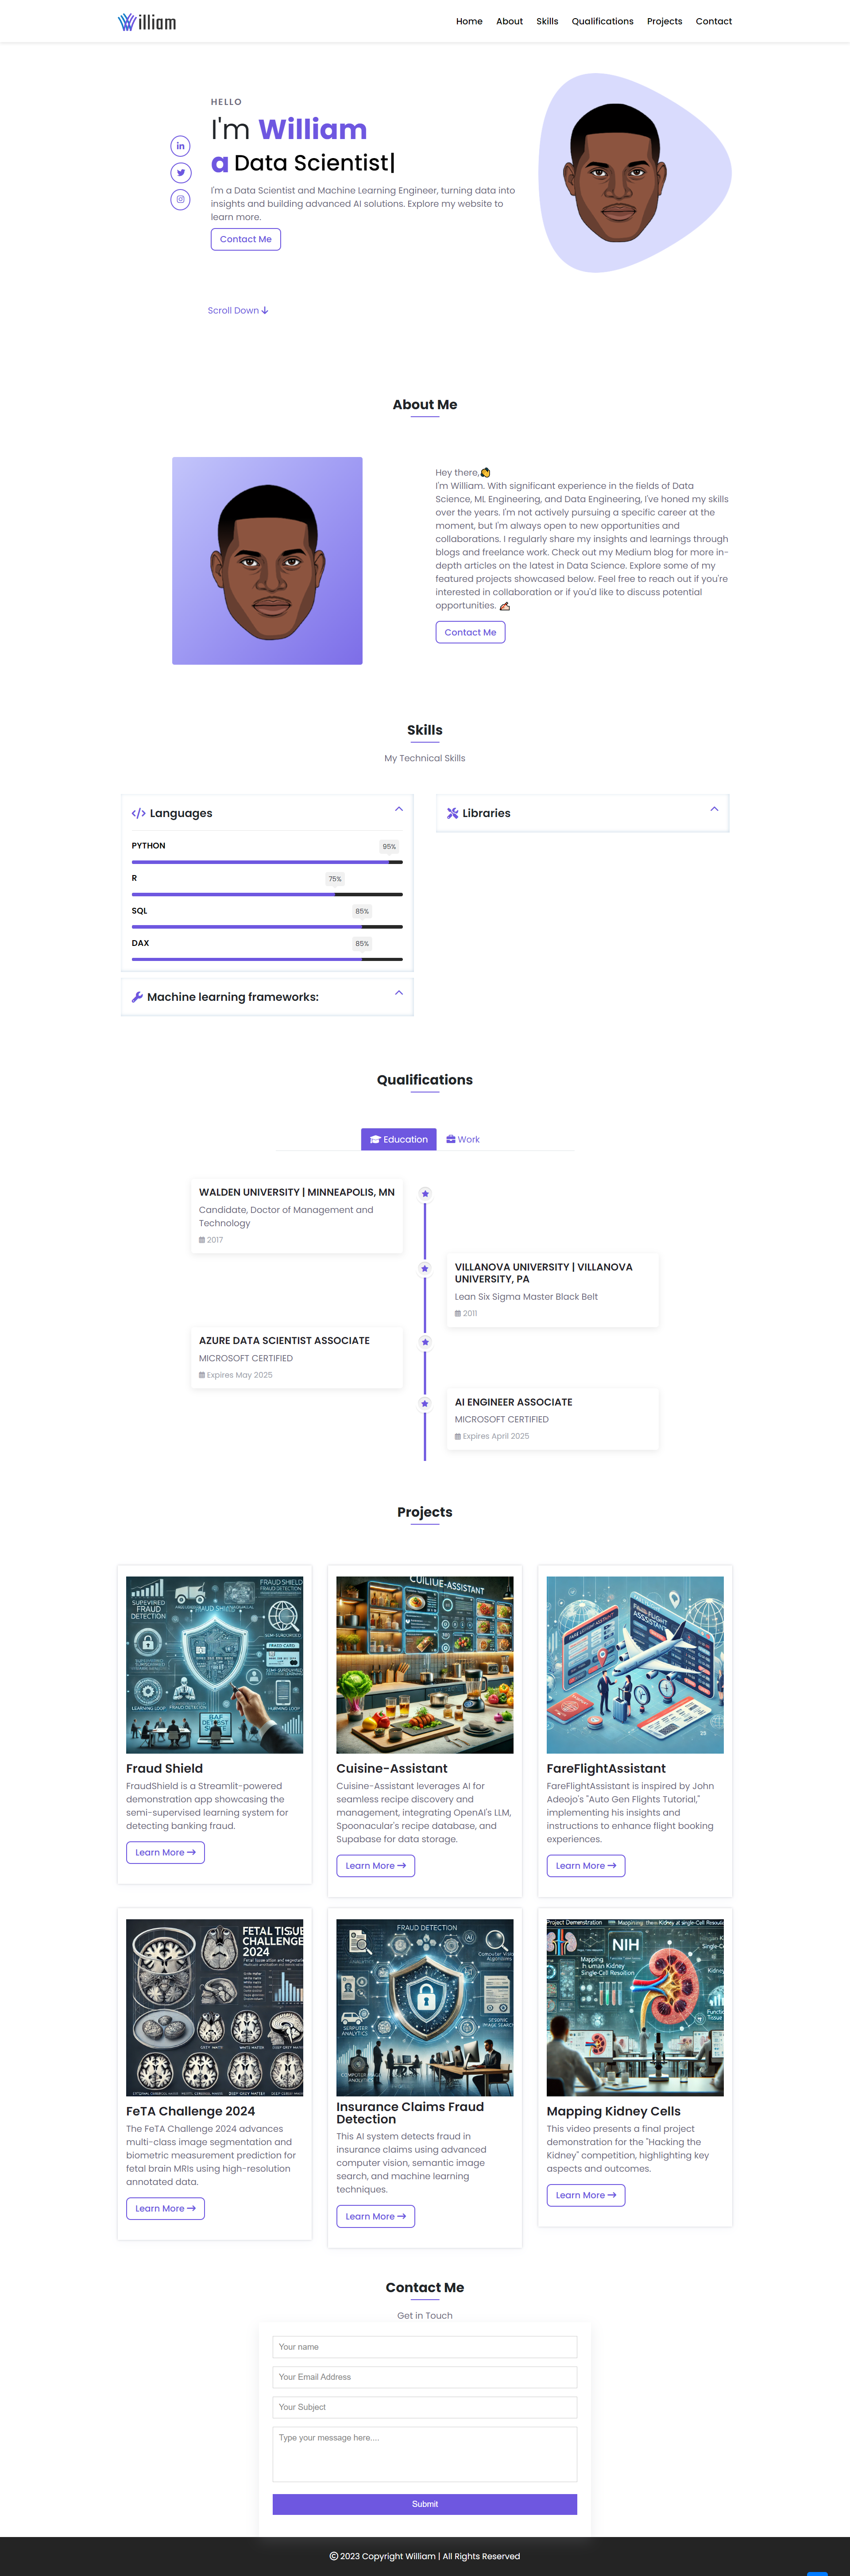 William
Home About Skills Qualifications Projects Contact
HELLO
I'm William
a Data Scientist|
I'm a Data Scientist and Machine Learning Engineer, turning data into
insights and building advanced AI solutions. Explore my website to
learn more.
Contact Me
Scroll Down
About Me
Hey there,
I'm William. With significant experience in the fields of Data
Science, ML Engineering, and Data Engineering, I've honed my skills
over the years. I'm not actively pursuing a specific career at the
moment, but I'm always open to new opportunities and
collaborations. I regularly share my insights and learnings through
blogs and freelance work. Check out my Medium blog for more in-
depth articles on the latest in Data Science. Explore some of my
featured projects showcased below. Feel free to reach out if you're
interested in collaboration or if you'd like to discuss potential
opportunities.
Contact Me
Skills
My Technical Skills
Languages
PYTHON 95%
R 75%
SQL 85%
DAX 85%
Machine learning frameworks:
Libraries
Qualifications
Education Work
WALDEN UNIVERSITY | MINNEAPOLIS, MN
Candidate, Doctor of Management and
Technology
2017
VILLANOVA UNIVERSITY | VILLANOVA
UNIVERSITY, PA
Lean Six Sigma Master Black Belt
2011
AZURE DATA SCIENTIST ASSOCIATE
MICROSOFT CERTIFIED
Expires May 2025
AI ENGINEER ASSOCIATE
MICROSOFT CERTIFIED
Expires April 2025
Projects
FRAUD SHIELD
FRAUD DETECTION
SUPEVIRED
FRAUD
DETECTION
Fraud Shield
FraudShield is a Streamlit-powered
demonstration app showcasing the
semi-supervised learning system for
detecting banking fraud.
Learn More
CUILIUE-ASSISTANT
Cuisine-Assistant
Cuisine-Assistant leverages AI for
seamless recipe discovery and
management, integrating OpenAI's LLM,
Spoonacular's recipe database, and
Supabase for data storage.
Learn More
FareFlightAssistant
FareFlightAssistant is inspired by John
Adeojo's "Auto Gen Flights Tutorial,"
implementing his insights and
instructions to enhance flight booking
experiences.
Learn More
FETAL TISUE
CHALLENGE
2024
FeTA Challenge 2024
The FeTA Challenge 2024 advances
multi-class image segmentation and
biometric measurement prediction for
fetal brain MRIs using high-resolution
annotated data.
Learn More
FRAUD DETECTION
Insurance Claims Fraud
Detection
This AI system detects fraud in
insurance claims using advanced
computer vision, semantic image
search, and machine learning
techniques.
Learn More
NIH
Mapping Kidney Cells
This video presents a final project
demonstration for the "Hacking the
Kidney" competition, highlighting key
aspects and outcomes.
Learn More
Contact Me
Get in Touch
Your name
Your Email Address
Your Subject
Type your message here....
Submit
© 2023 Copyright William | All Rights Reserved